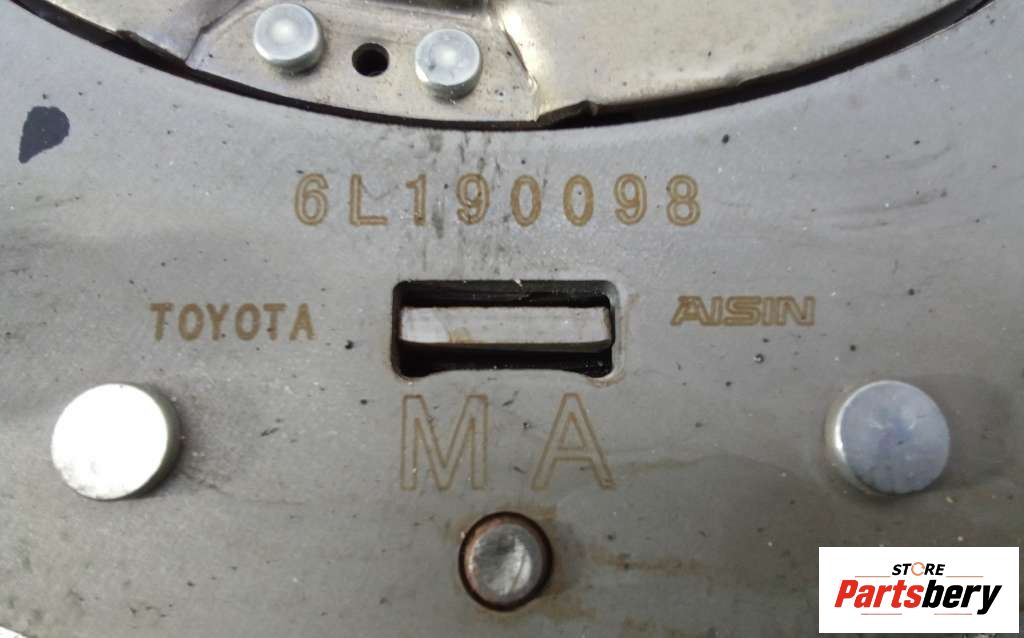 6L190098
TOYOTA
AISIN
MA
STORE
Partsbery